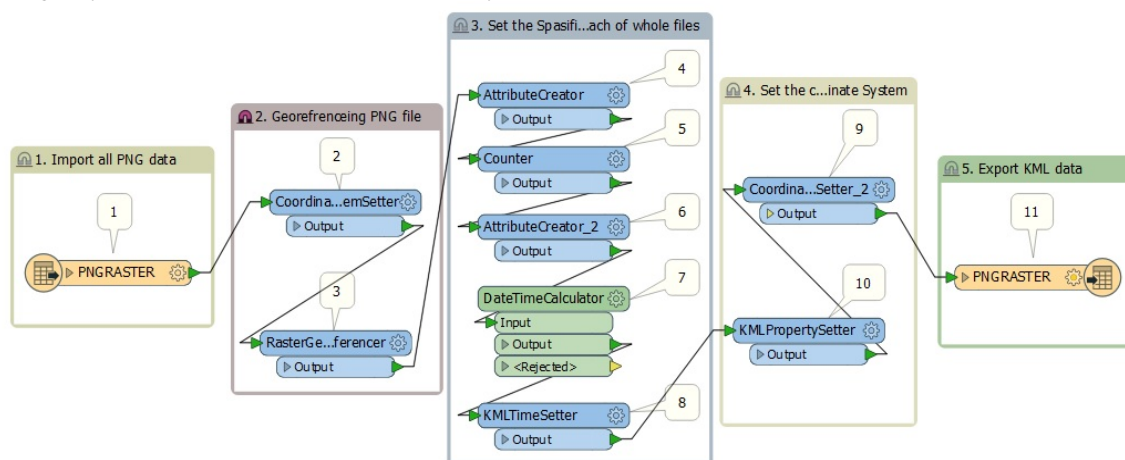 1. Import all PNG data
1
PNGRASTER
2. Georefrenceing PNG file
2
Coordina...emSetter
Output
3
RasterGe...ferencer
Output
3. Set the Spasifi...ach of whole files
4
AttributeCreator
Output
5
Counter
Output
6
AttributeCreator_2
Output
7
DateTimeCalculator
Input
Output
<Rejected>
8
KMLTimeSetter
Output
4. Set the c...inate System
9
Coordina...Setter_2
Output
10
KMLPropertySetter
Output
5. Export KML data
11
PNGRASTER